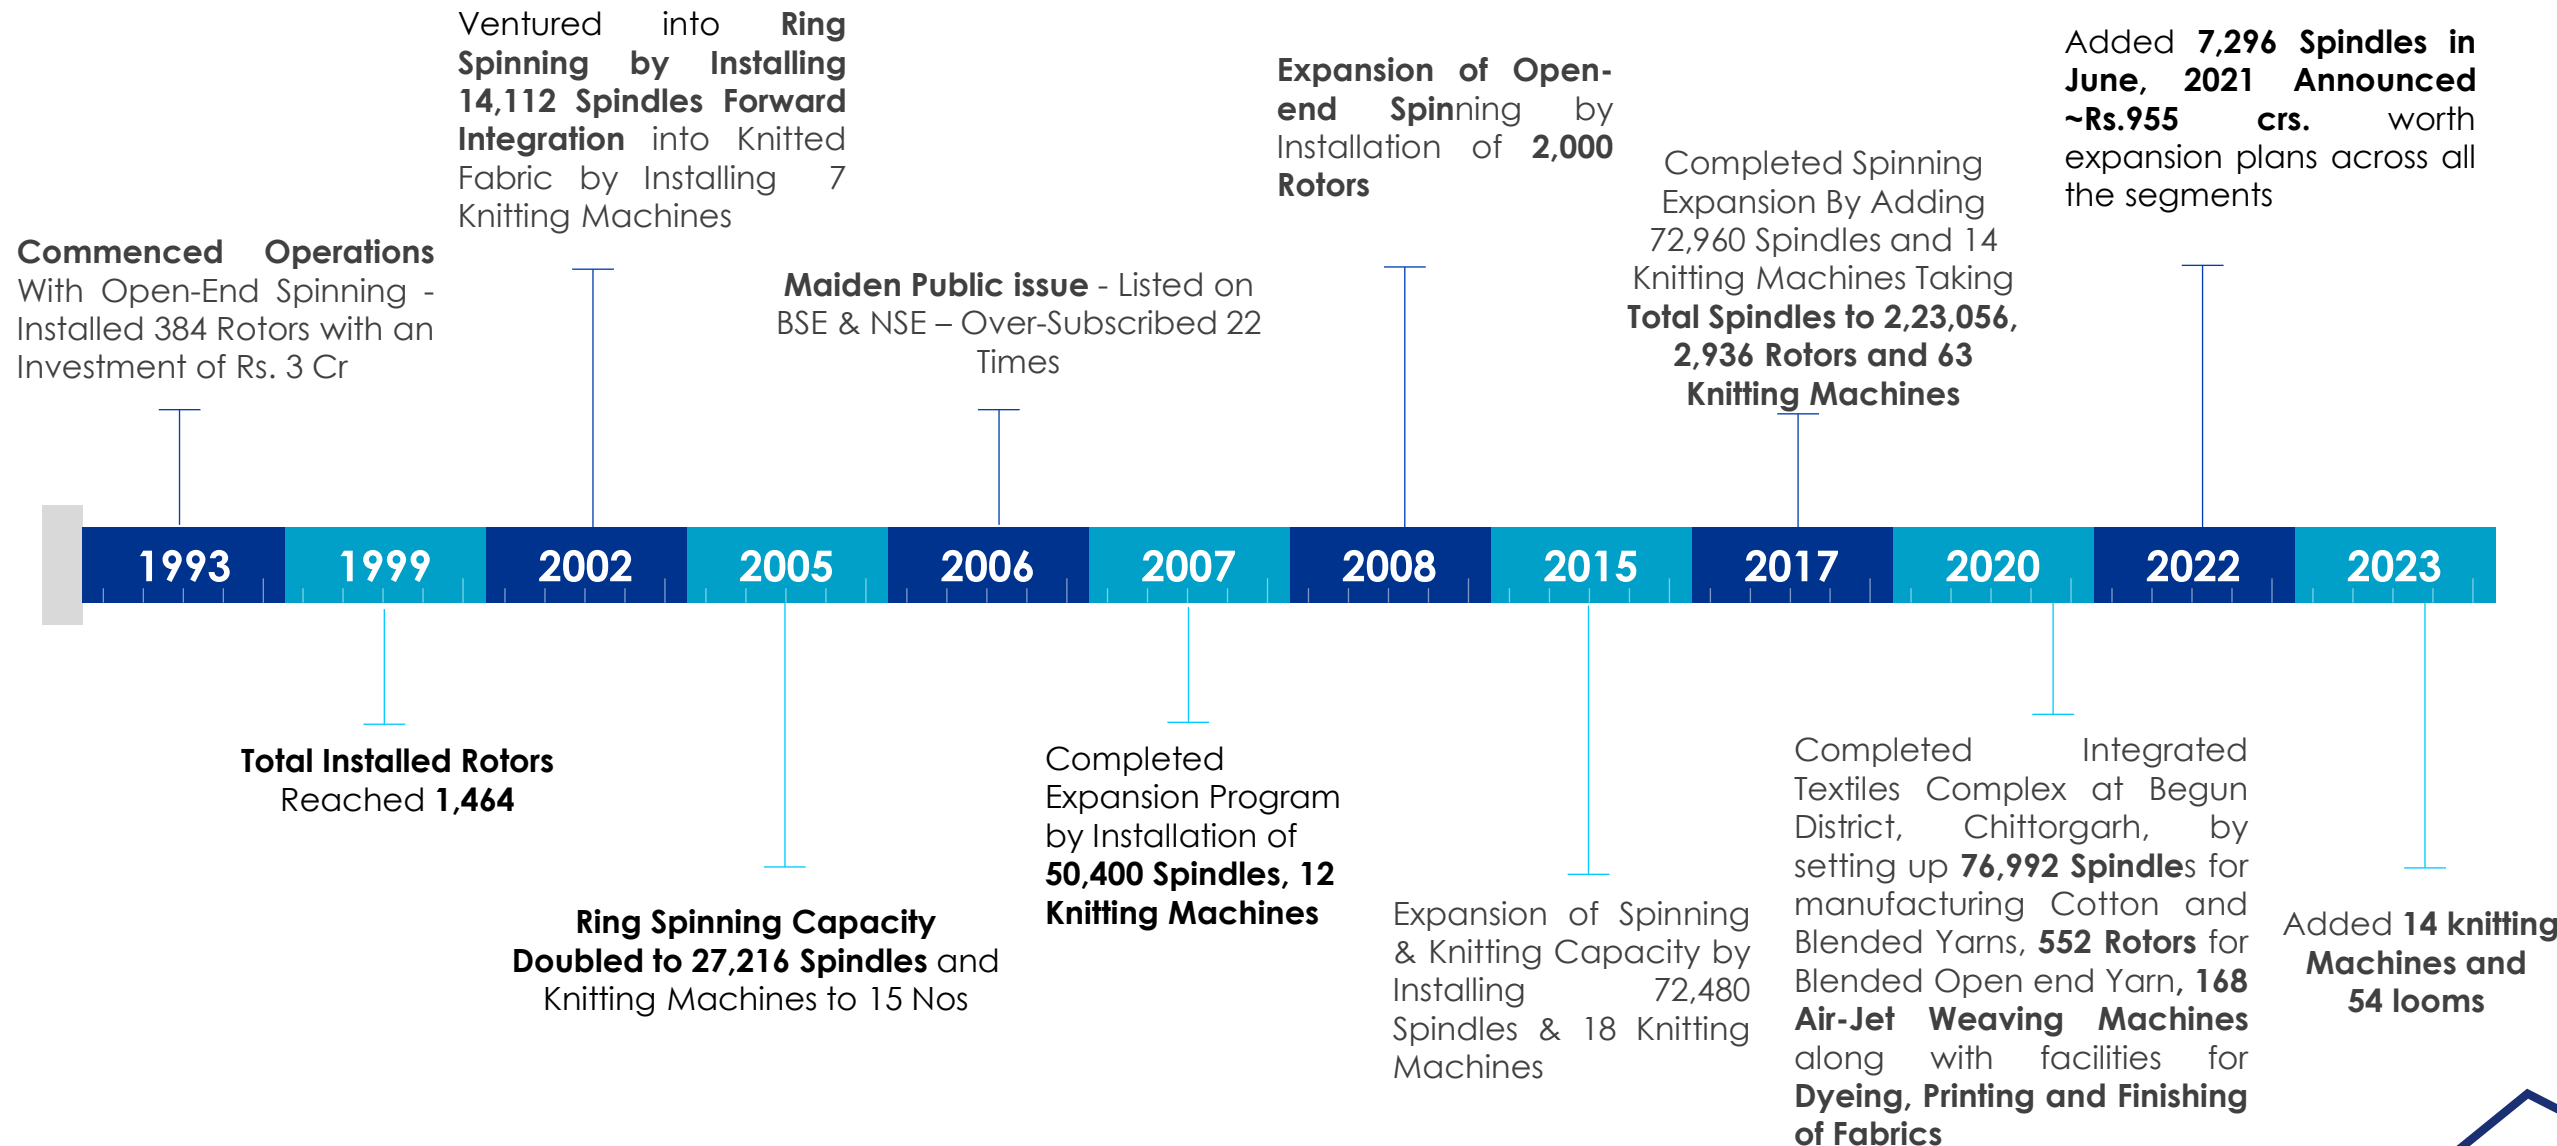 Ventured into Ring
Spinning by Installing
14,112 Spindles Forward
Integration into Knitted
Fabric by Installing 7
Knitting Machines
Expansion of Open-
end Spinning by
Installation of 2,000
Rotors
Added 7,296 Spindles in
June, 2021 Announced
~Rs.955 crs. worth
expansion plans across all
the segments
Commenced Operations
With Open-End Spinning -
Installed 384 Rotors with an
Investment of Rs. 3 Cr
Maiden Public issue - Listed on
BSE & NSE – Over-Subscribed 22
Times
Completed Spinning
Expansion By Adding
72,960 Spindles and 14
Knitting Machines Taking
Total Spindles to 2,23,056,
2,936 Rotors and 63
Knitting Machines
1993 1999 2002 2005 2006 2007 2008 2015 2017 2020 2022 2023
Total Installed Rotors
Reached 1,464
Ring Spinning Capacity
Doubled to 27,216 Spindles and
Knitting Machines to 15 Nos
Completed
Expansion Program
by Installation of
50,400 Spindles, 12
Knitting Machines
Expansion of Spinning
& Knitting Capacity by
Installing 72,480
Spindles & 18 Knitting
Machines
Completed Integrated
Textiles Complex at Begun
District, Chittorgarh, by
setting up 76,992 Spindles for
manufacturing Cotton and
Blended Yarns, 552 Rotors for
Blended Open end Yarn, 168
Air-Jet Weaving Machines
along with facilities for
Dyeing, Printing and Finishing
of Fabrics
Added 14 knitting
Machines and
54 looms